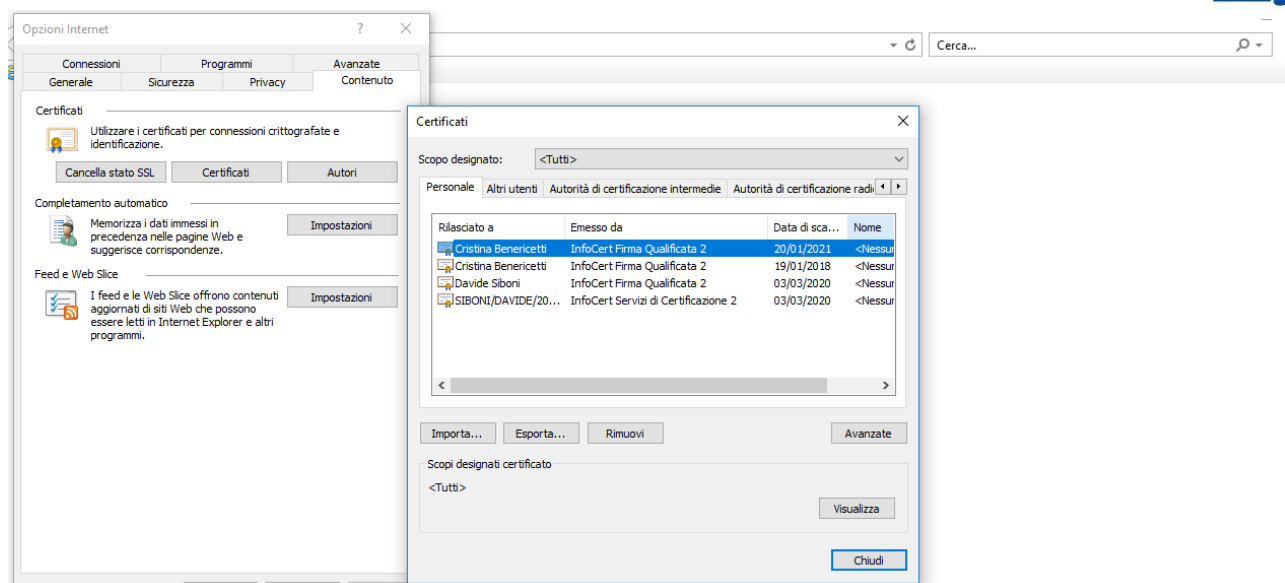 Opzioni Internet
?
Cerca...
Connessioni Programmi Avanzate
Generale Sicurezza Privacy Contenuto
Certificati
Utilizzare i certificati per connessioni crittografate e
identificazione.
Cancella stato SSL Certificati Autori
Completamento automatico
Memorizza i dati immessi in
precedenza nelle pagine Web e
suggerisce corrispondenze.
Impostazioni
Feed e Web Slice
I feed e le Web Slice offrono contenuti
aggiornati di siti Web che possono
essere letti in Internet Explorer e altri
programmi.
Impostazioni
Certificati
Scopo designato: <Tutti>
Personale Altri utenti Autorità di certificazione intermedie Autorità di certificazione radi
Rilasciato a Emesso da Data di sca... Nome
Cristina Benericetti InfoCert Firma Qualificata 2 20/01/2021 <Nessur
Cristina Benericetti InfoCert Firma Qualificata 2 19/01/2018 <Nessur
Davide Siboni InfoCert Firma Qualificata 2 03/03/2020 <Nessur
SIBONI/DAVIDE/20... InfoCert Servizi di Certificazione 2 03/03/2020 <Nessur
Importa... Esporta... Rimuovi Avanzate
Scopi designati certificato
<Tutti>
Visualizza
Chiudi